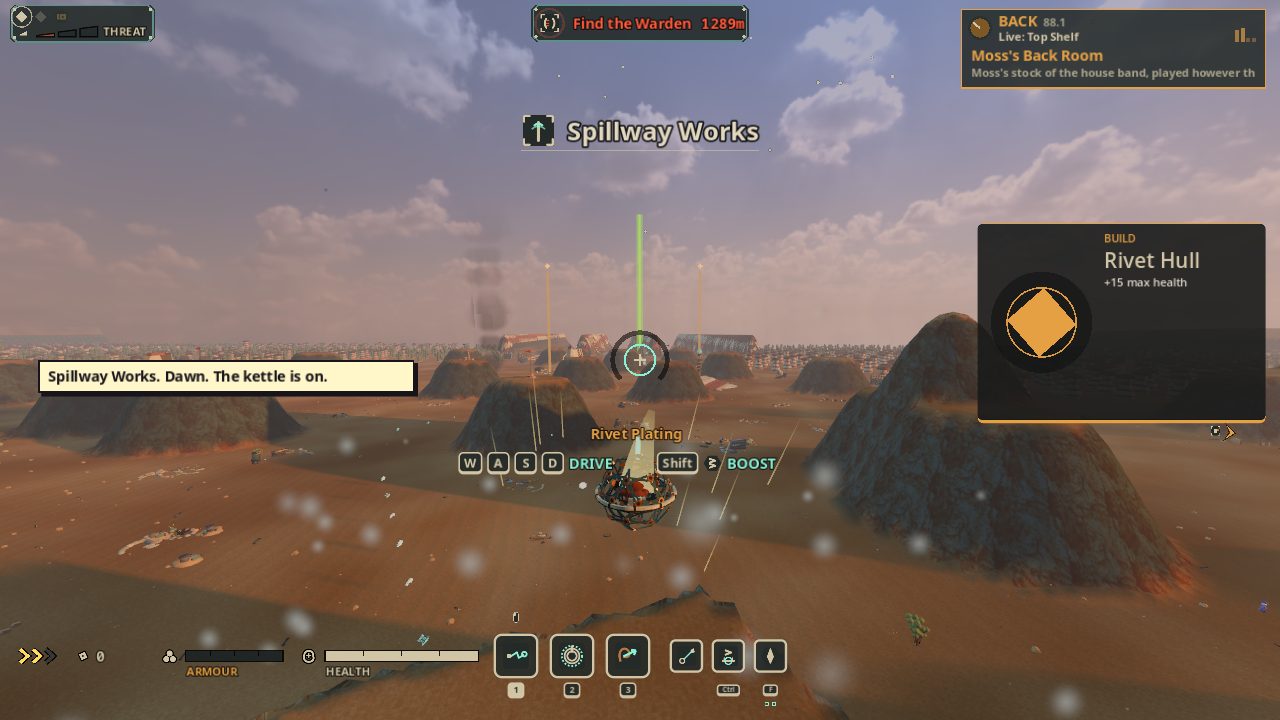 THREAT
Find the Warden 1289m
BACK 88.1
Live: Top Shelf
Moss's Back Room
Moss's stock of the house band, played however th
Spillway Works
BUILD
Rivet Hull
+15 max health
Spillway Works. Dawn. The kettle is on.
Rivet Plating
W A S D DRIVE Shift BOOST
0
ARMOUR
HEALTH
1 2 3 Ctrl F